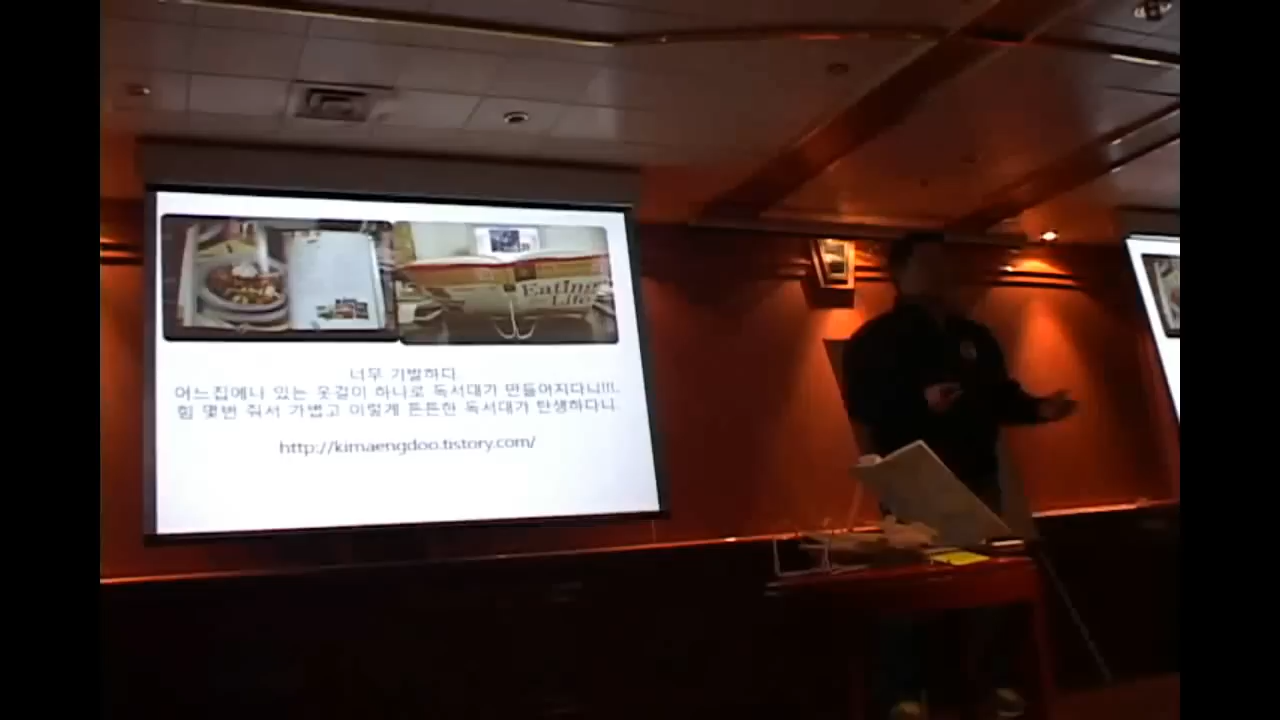 Eating
Life
너무 기발하다.
어느집에나 있는 옷걸이 하나로 독서대가 만들어지다니!!!.
힘 몇번 줘서 가볍고 이렇게 튼튼한 독서대가 탄생하다니.
http://kimaengdoo.tistory.com/